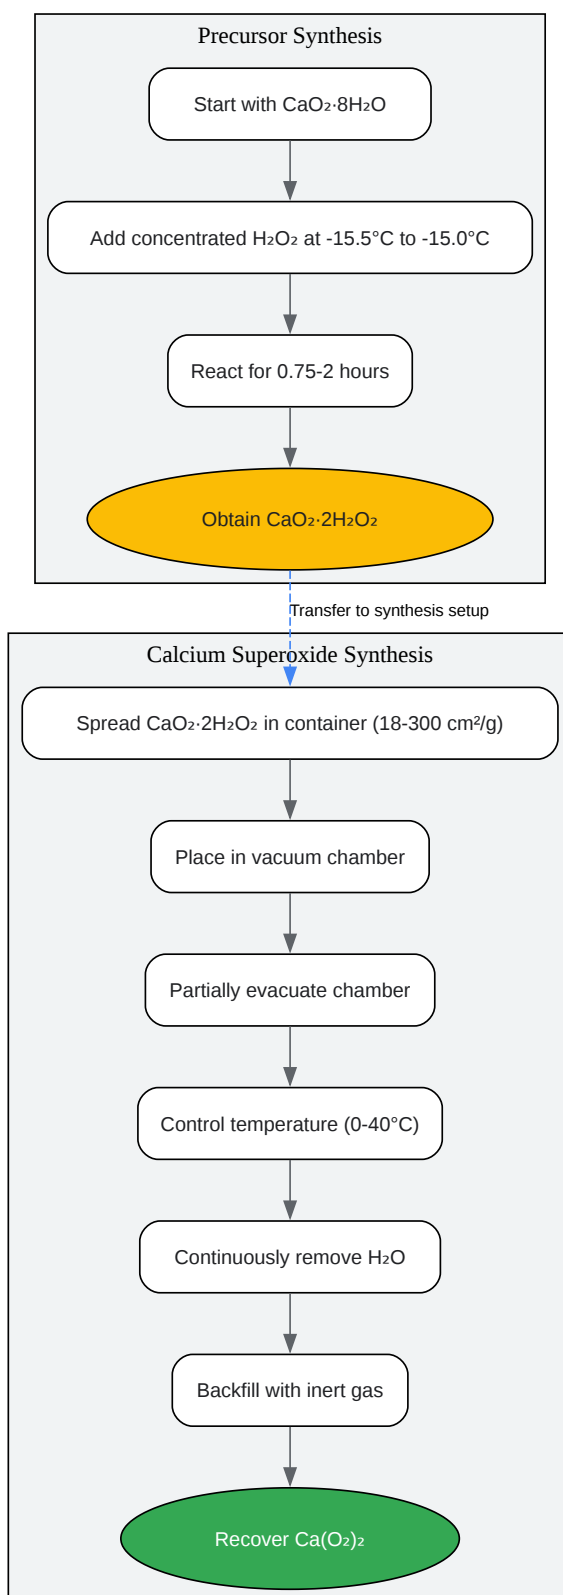 Precursor Synthesis
Start with CaO₂·8H₂O
Add concentrated H₂O₂ at -15.5°C to -15.0°C
React for 0.75-2 hours
Obtain CaO₂·2H₂O₂
Transfer to synthesis setup
Calcium Superoxide Synthesis
Spread CaO₂·2H₂O₂ in container (18-300 cm²/g)
Place in vacuum chamber
Partially evacuate chamber
Control temperature (0-40°C)
Continuously remove H₂O
Backfill with inert gas
Recover Ca(O₂)₂